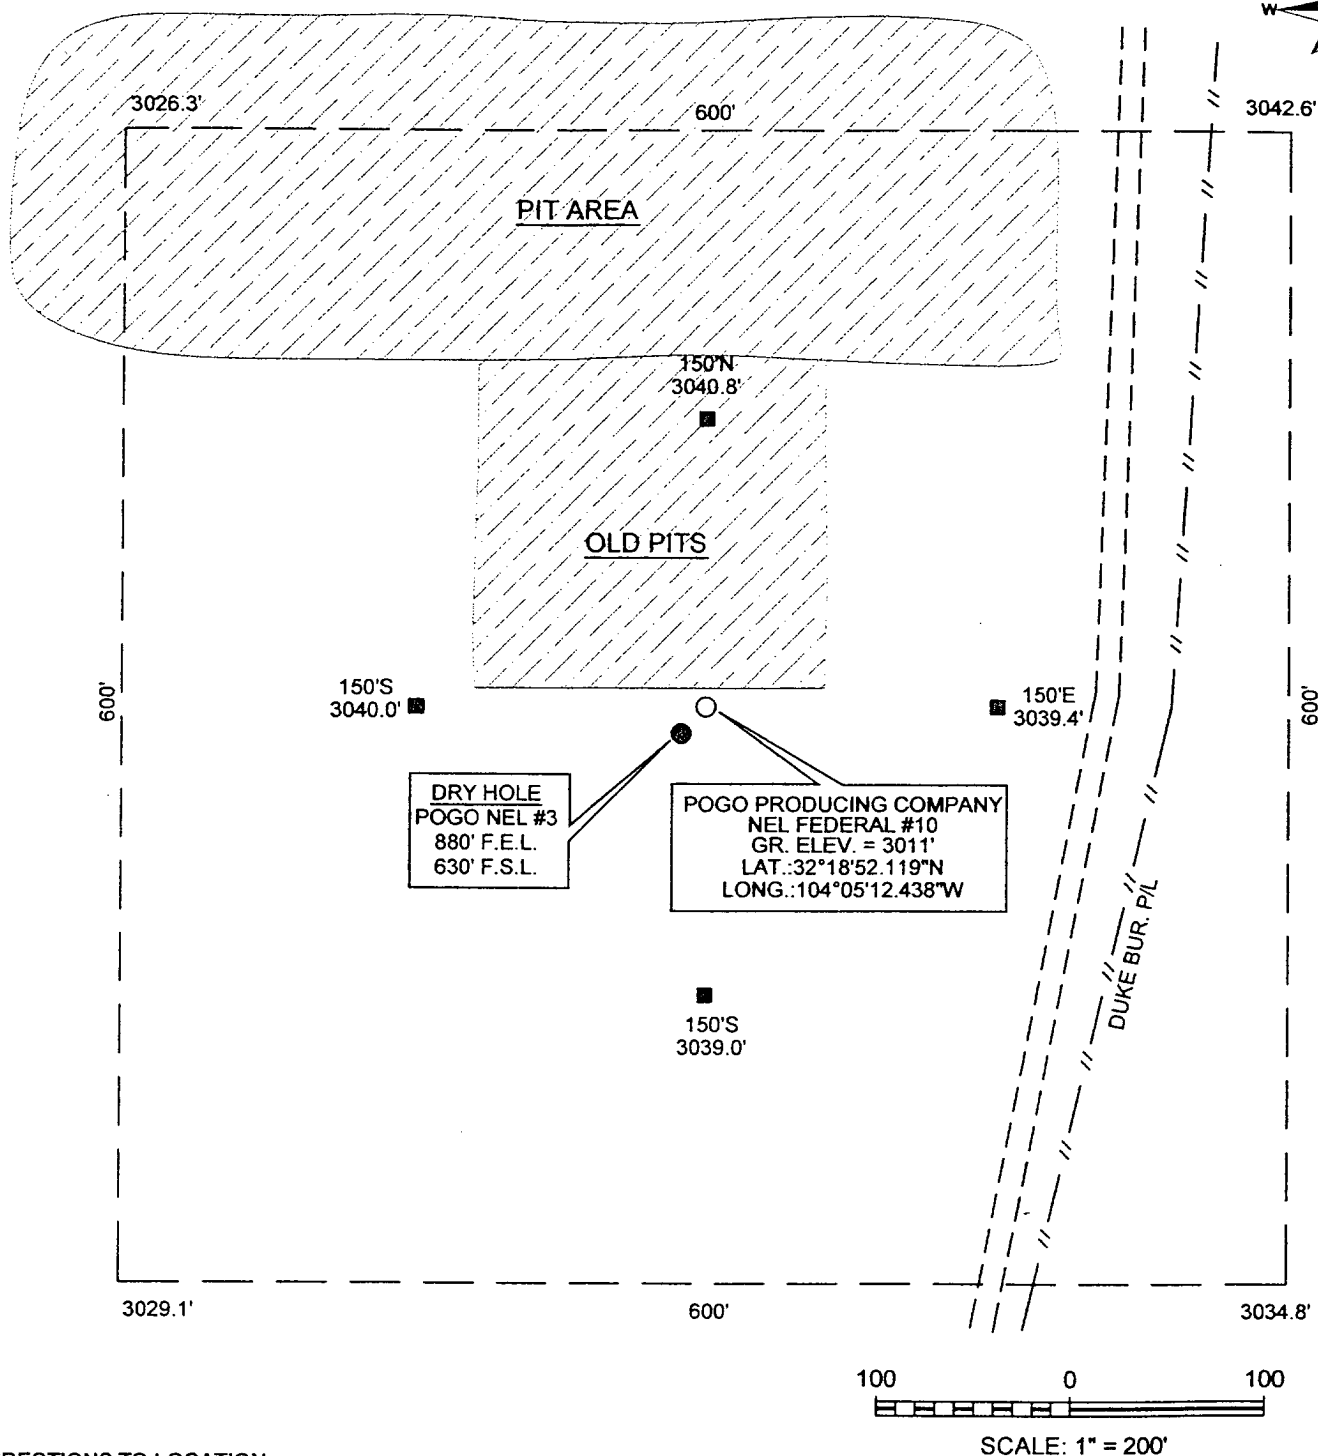 W
3026.3'
600'
3042.6'
PIT AREA
150'N
3040.8'
OLD PITS
600'
150'S
3040.0'
150'E
3039.4'
600'
DRY HOLE
POGO NEL #3
880' F.E.L.
630' F.S.L.
POGO PRODUCING COMPANY
NEL FEDERAL #10
GR. ELEV. = 3011'
LAT.:32°18'52.119"N
LONG.:104°05'12.438"W
DUKE BUR. P/L
150'S
3039.0'
3029.1'
600'
3034.8'
100 0 100
SCALE: 1" = 200'